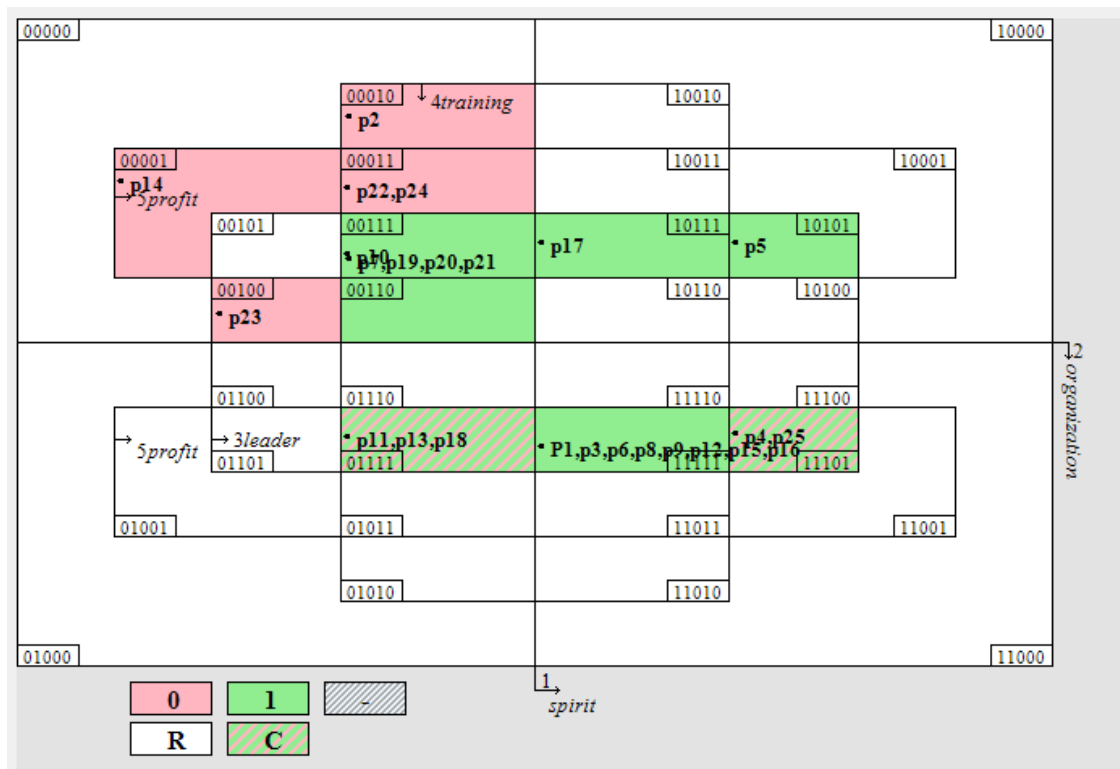 00000 10000
00010 4training 10010
p2
00001 00011 10011 10001
p14 p22,p24
5profit
00101 00111 10111 10101
p17 p5
p10
p7,p19,p20,p21
00100 00110 10110 10100
p23
2
organization
01100 01110 11110 11100
5profit 3leader p11,p13,p18 P1,p3,p6,p8,p9,p12,p15,p16 p4,p25
01101 01111 11111 11101
01001 01011 11011 11001
01010 11010
01000 11000
1
spirit
0 1 -
R C